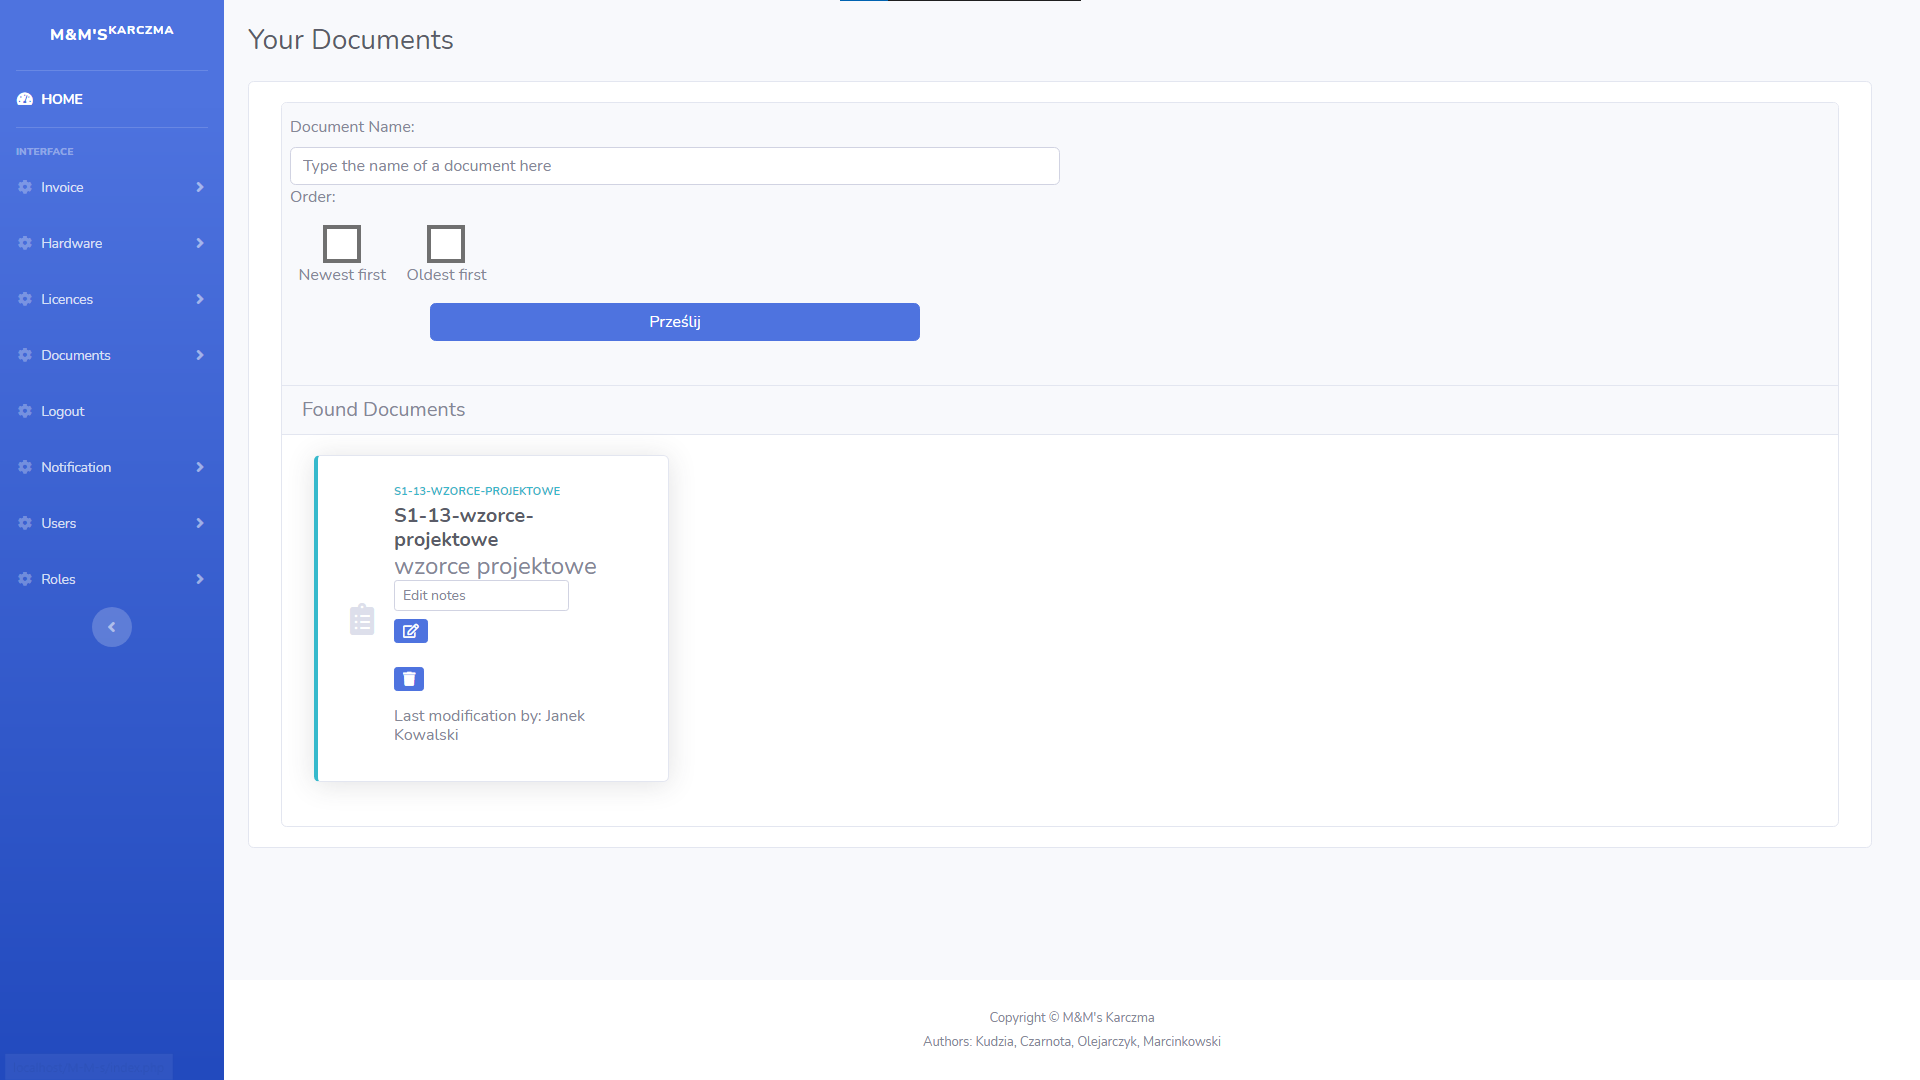 M&M'S KARCZMA
HOME
INTERFACE
Invoice
Hardware
Licences
Documents
Logout
Notification
Users
Roles
Your Documents
Document Name:
Type the name of a document here
Order:
Newest first Oldest first
Prześlij
Found Documents
S1-13-WZORCE-PROJEKTOWE
S1-13-wzorce-
projektowe
wzorce projektowe
Edit notes
Last modification by: Janek
Kowalski
Copyright © M&M's Karczma
Authors: Kudzia, Czarnota, Olejarczyk, Marcinkowski